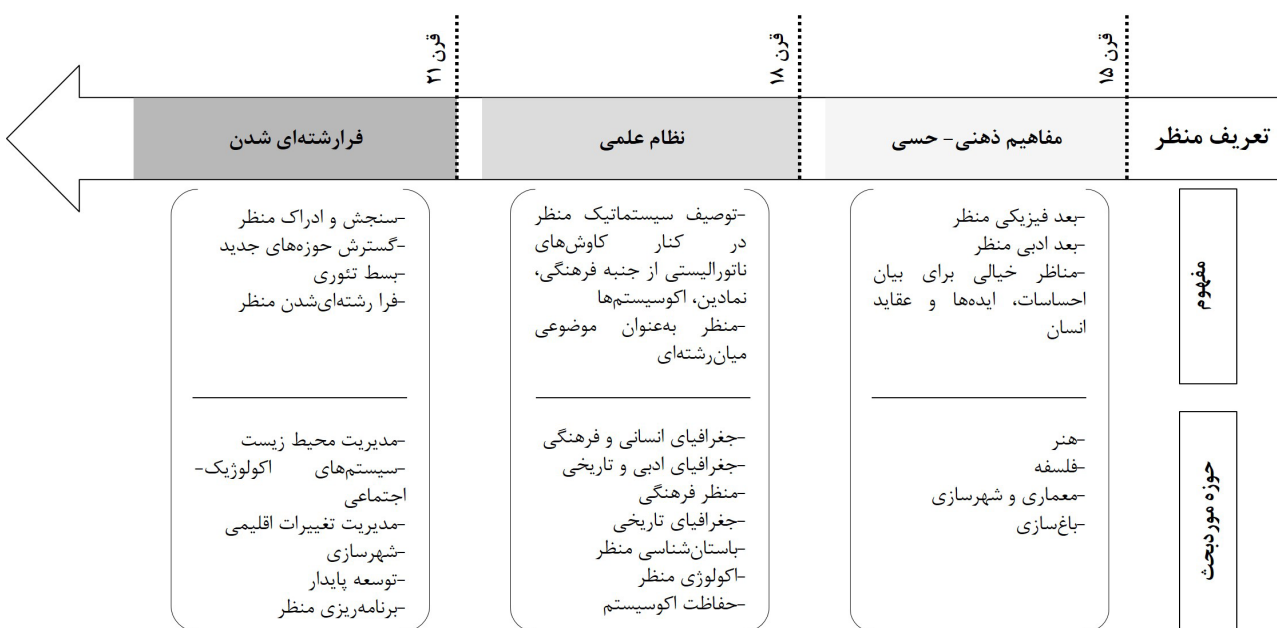 قرن ۱۵
قرن ۱۸
قرن ۲۱
تعریف منظر
مفاهیم ذهنی- حسی
نظام علمی
فرارشته‌ای شدن
مفهوم
-بعد فیزیکی منظر
-بعد ادبی منظر
-مناظر خیالی برای بیان
احساسات، ایده‌ها و عقاید
انسان
-توصیف سیستماتیک منظر
در کنار کاوش‌های
ناتورالیستی از جنبه فرهنگی،
نمادین، اکوسیستم‌ها
-منظر به‌عنوان موضوعی
میان‌رشته‌ای
-سنجش و ادراک منظر
-گسترش حوزه‌های جدید
-بسط تئوری
-فرا رشته‌ای‌شدن منظر
حوزه موردبحث
-هنر
-فلسفه
-معماری و شهرسازی
-باغ‌سازی
-جغرافیای انسانی و فرهنگی
-جغرافیای ادبی و تاریخی
-منظر فرهنگی
-جغرافیای تاریخی
-باستان‌شناسی منظر
-اکولوژی منظر
-حفاظت اکوسیستم
-مدیریت محیط زیست
-سیستم‌های اکولوژیک-
اجتماعی
-مدیریت تغییرات اقلیمی
-شهرسازی
-توسعه پایدار
-برنامه‌ریزی منظر